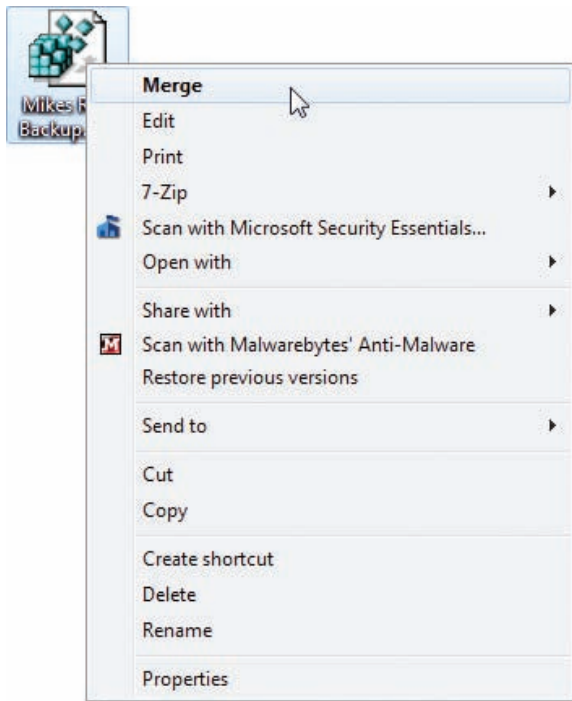 Mikes
Backup
Merge
Edit
Print
7-Zip
Scan with Microsoft Security Essentials...
Open with
Share with
Scan with Malwarebytes' Anti-Malware
Restore previous versions
Send to
Cut
Copy
Create shortcut
Delete
Rename
Properties